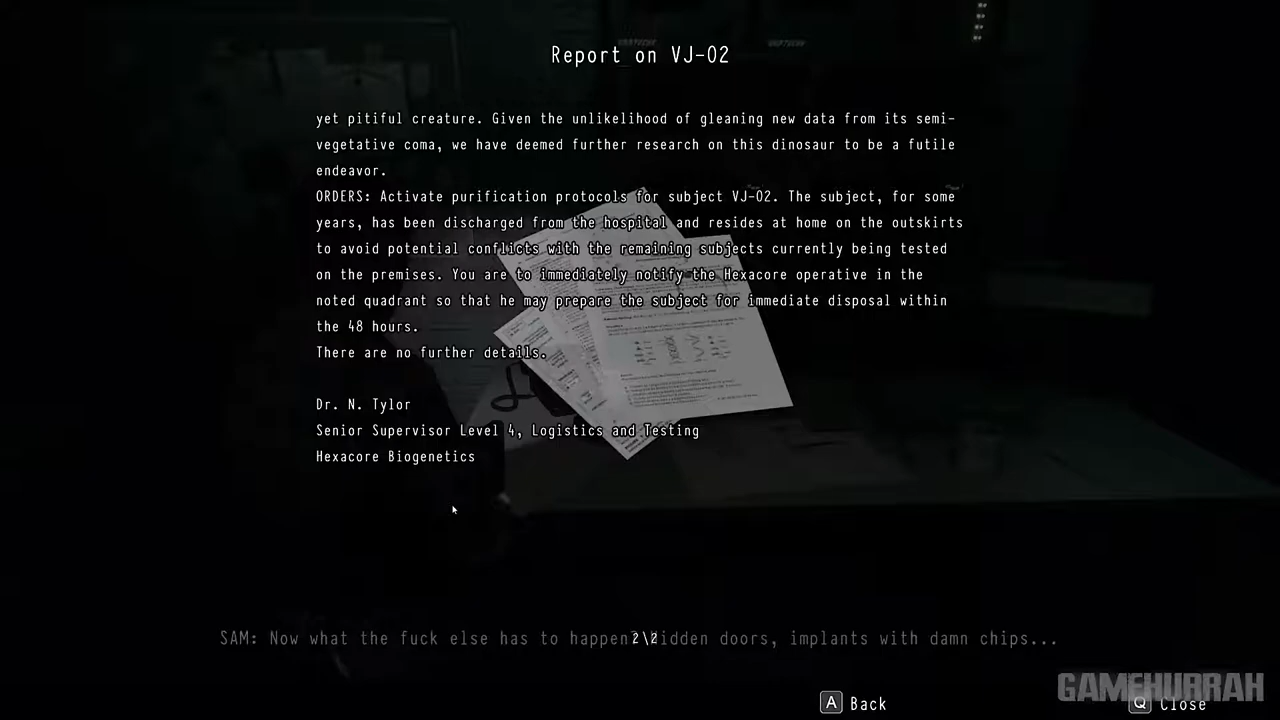 Report on VJ-02
yet pitiful creature. Given the unlikelihood of gleaning new data from its semi-
vegetative coma, we have deemed further research on this dinosaur to be a futile
endeavor.
ORDERS: Activate purification protocols for subject VJ-02. The subject, for some
years, has been discharged from the hospital and resides at home on the outskirts
to avoid potential conflicts with the remaining subjects currently being tested
on the premises. You are to immediately notify the Hexacore operative in the
noted quadrant so that he may prepare the subject for immediate disposal within
the 48 hours.
There are no further details.
Dr. N. Tylor
Senior Supervisor Level 4, Logistics and Testing
Hexacore Biogenetics
SAM: Now what the fuck else has to happen? Hidden doors, implants with damn chips...
2\2
GAMEHURRAH
A Back
Q Close